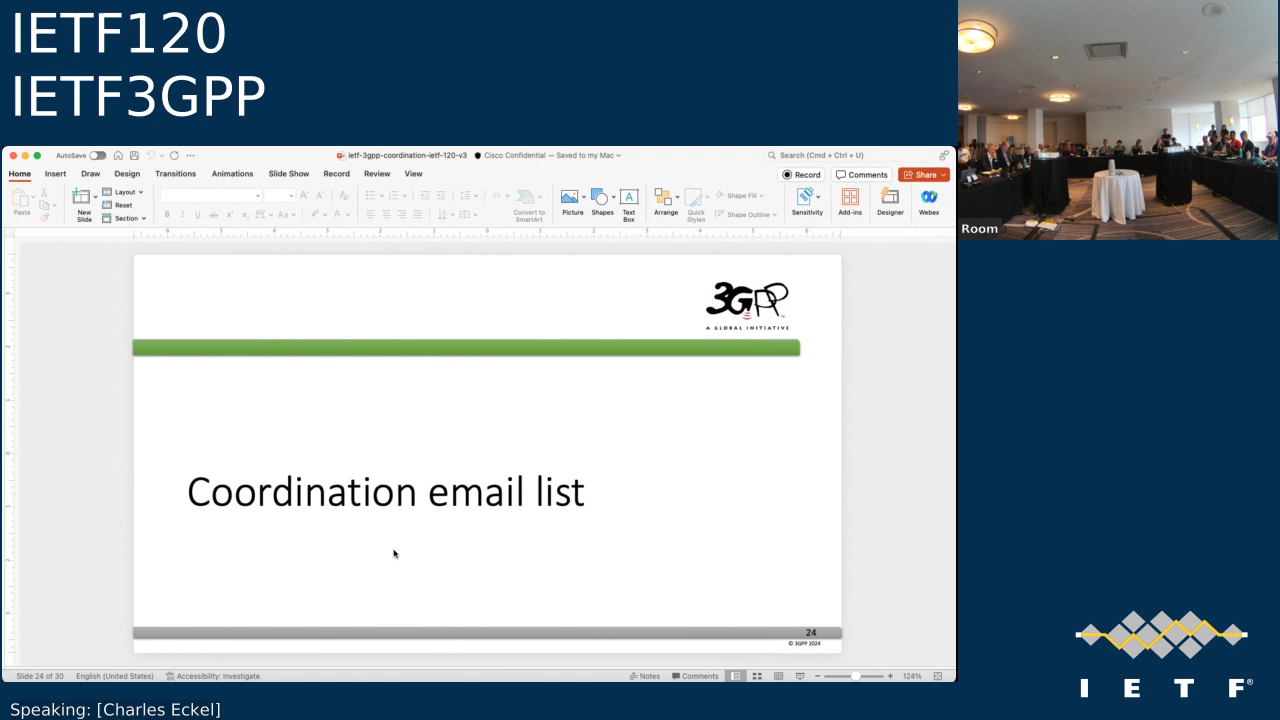 IETF120
IETF3GPP
AutoSave
ietf-3gpp-coordination-ietf-120-v3
Cisco Confidential — Saved to my Mac
Search (Cmd + Ctrl + U)
Home Insert Draw Design Transitions Animations Slide Show Record Review View
Record Comments Share
Paste
New Slide
Layout
Reset
Section
Convert to SmartArt
Picture
Shapes
Text Box
Arrange
Quick Styles
Shape Fill
Shape Outline
Sensitivity
Add-ins
Designer
Webex
3GPP
A GLOBAL INITIATIVE
Coordination email list
24
© 3GPP 2024
Slide 24 of 30 English (United States) Accessibility: Investigate
Notes Comments 124%
Room
I E T F®
Speaking: [Charles Eckel]